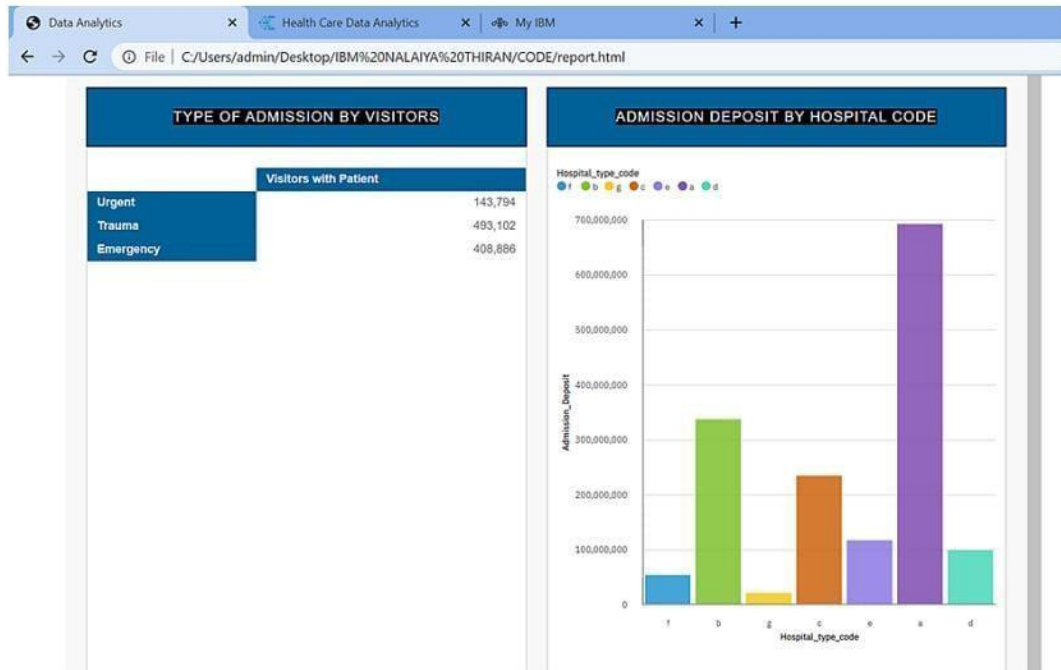 Data Analytics
Health Care Data Analytics
My IBM
File
C:/Users/admin/Desktop/IBM%20NALAIYA%20THIRAN/CODE/report.html
TYPE OF ADMISSION BY VISITORS
Visitors with Patient
Urgent 143,794
Trauma 493,102
Emergency 408,886
ADMISSION DEPOSIT BY HOSPITAL CODE
Hospital_type_code
f b g c e a d
700,000,000
600,000,000
500,000,000
400,000,000
300,000,000
200,000,000
100,000,000
0
Admission_Deposit
f b g c e a d
Hospital_type_code